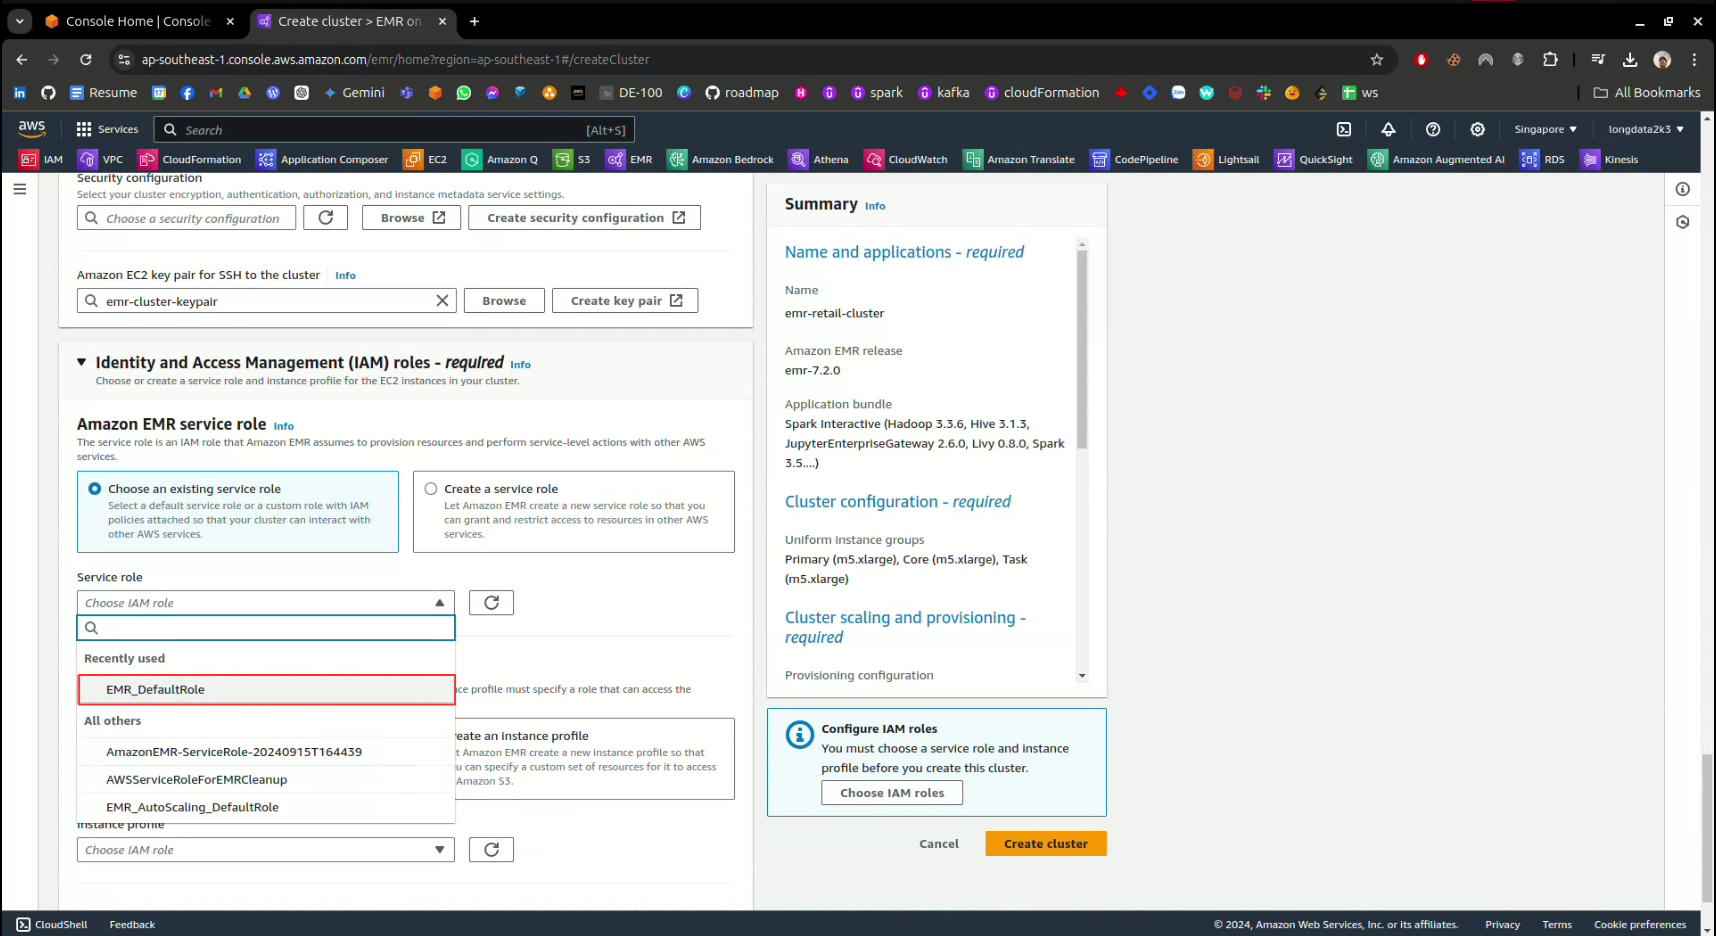 Console Home | Console
Create cluster > EMR on
ap-southeast-1.console.aws.amazon.com/emr/home?region=ap-southeast-1#/createCluster
Resume
Gemini
DE-100
roadmap
spark
kafka
cloudFormation
ws
All Bookmarks
aws
Services
Search
[Alt+S]
Singapore
longdata2k3
IAM
VPC
CloudFormation
Application Composer
EC2
Amazon Q
S3
EMR
Amazon Bedrock
Athena
CloudWatch
Amazon Translate
CodePipeline
Lightsail
QuickSight
Amazon Augmented AI
RDS
Kinesis
Security configuration
Select your cluster encryption, authentication, authorization, and instance metadata service settings.
Choose a security configuration
Browse
Create security configuration
Amazon EC2 key pair for SSH to the cluster
Info
emr-cluster-keypair
Browse
Create key pair
Identity and Access Management (IAM) roles - required Info
Choose or create a service role and instance profile for the EC2 instances in your cluster.
Amazon EMR service role Info
The service role is an IAM role that Amazon EMR assumes to provision resources and perform service-level actions with other AWS
services.
Choose an existing service role
Select a default service role or a custom role with IAM
policies attached so that your cluster can interact with
other AWS services.
Create a service role
Let Amazon EMR create a new service role so that you
can grant and restrict access to resources in other AWS
services.
Service role
Choose IAM role
Recently used
EMR_DefaultRole
All others
AmazonEMR-ServiceRole-20240915T164439
AWSServiceRoleForEMRCleanup
EMR_AutoScaling_DefaultRole
ce profile must specify a role that can access the
reate an instance profile
t Amazon EMR create a new instance profile so that
u can specify a custom set of resources for it to access
Amazon S3.
Instance profile
Choose IAM role
Summary Info
Name and applications - required
Name
emr-retail-cluster
Amazon EMR release
emr-7.2.0
Application bundle
Spark Interactive (Hadoop 3.3.6, Hive 3.1.3,
JupyterEnterpriseGateway 2.6.0, Livy 0.8.0, Spark
3.5....)
Cluster configuration - required
Uniform instance groups
Primary (m5.xlarge), Core (m5.xlarge), Task
(m5.xlarge)
Cluster scaling and provisioning -
required
Provisioning configuration
Configure IAM roles
You must choose a service role and instance
profile before you create this cluster.
Choose IAM roles
Cancel
Create cluster
CloudShell
Feedback
© 2024, Amazon Web Services, Inc. or its affiliates.
Privacy
Terms
Cookie preferences